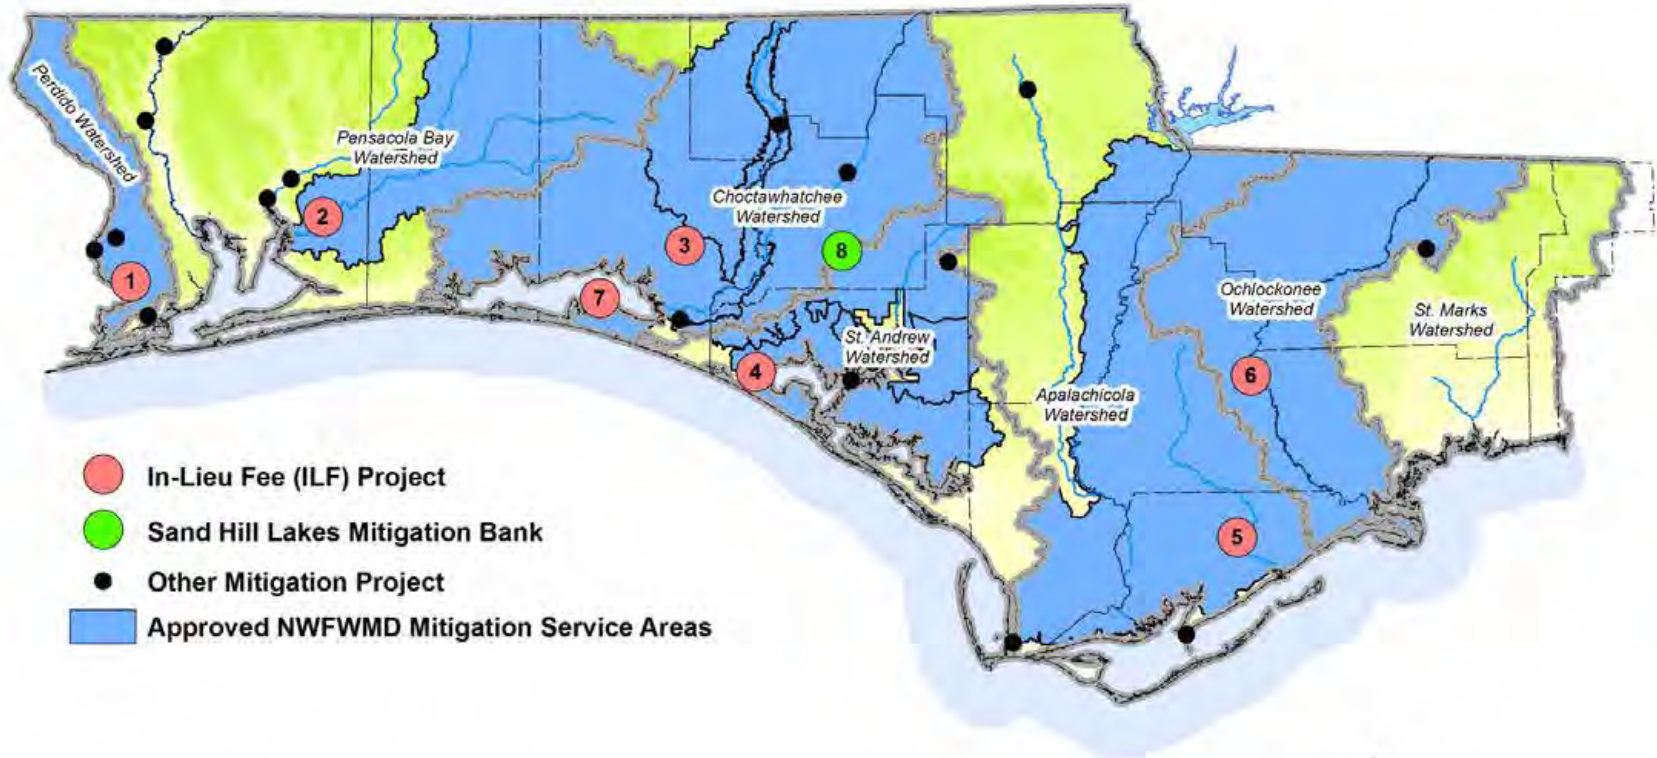 Perdido Watershed
Pensacola Bay
Watershed
2
Choctawhatchee
Watershed
3
8
1
7
Ochlockonee
Watershed
St. Marks
Watershed
St. Andrew
Watershed
4
6
Apalachicola
Watershed
5
In-Lieu Fee (ILF) Project
Sand Hill Lakes Mitigation Bank
Other Mitigation Project
Approved NWFWMD Mitigation Service Areas